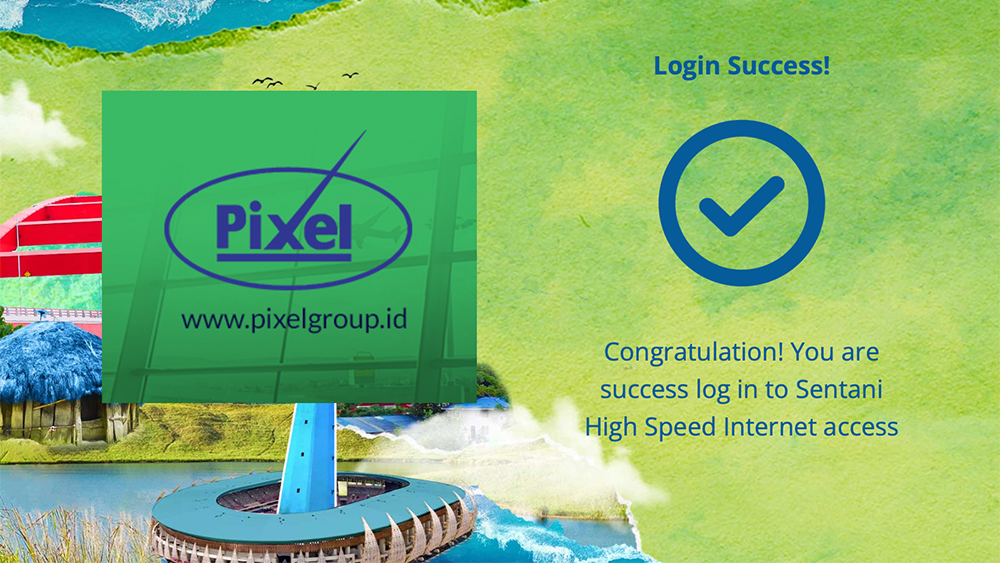 Pixel
www.pixelgroup.id
Login Success!
Congratulation! You are
success log in to Sentani
High Speed Internet access